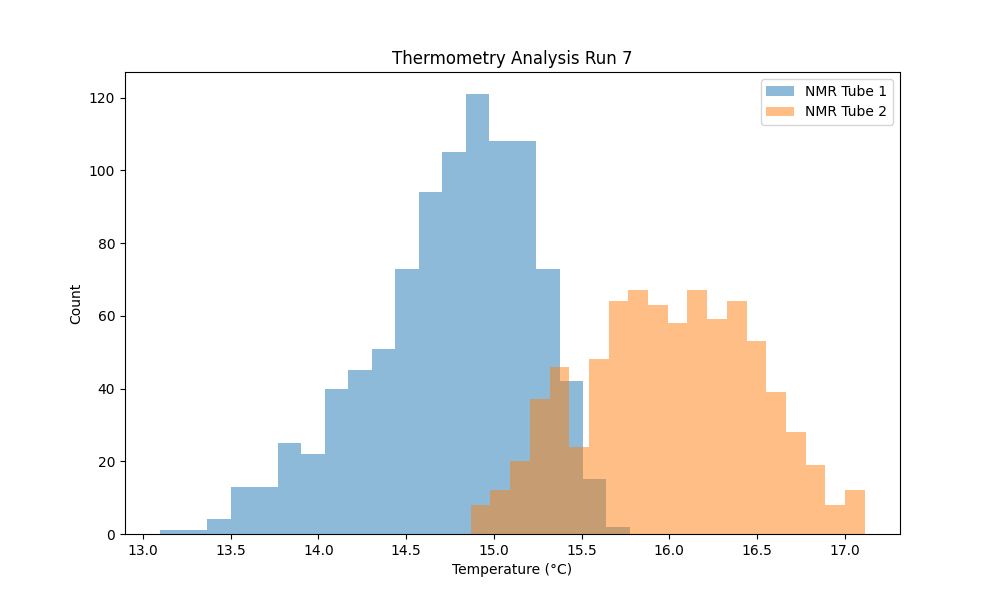 Thermometry Analysis Run 7
NMR Tube 1
NMR Tube 2
120
100
80
60
40
20
0
Count
13.0 13.5 14.0 14.5 15.0 15.5 16.0 16.5 17.0
Temperature (°C)